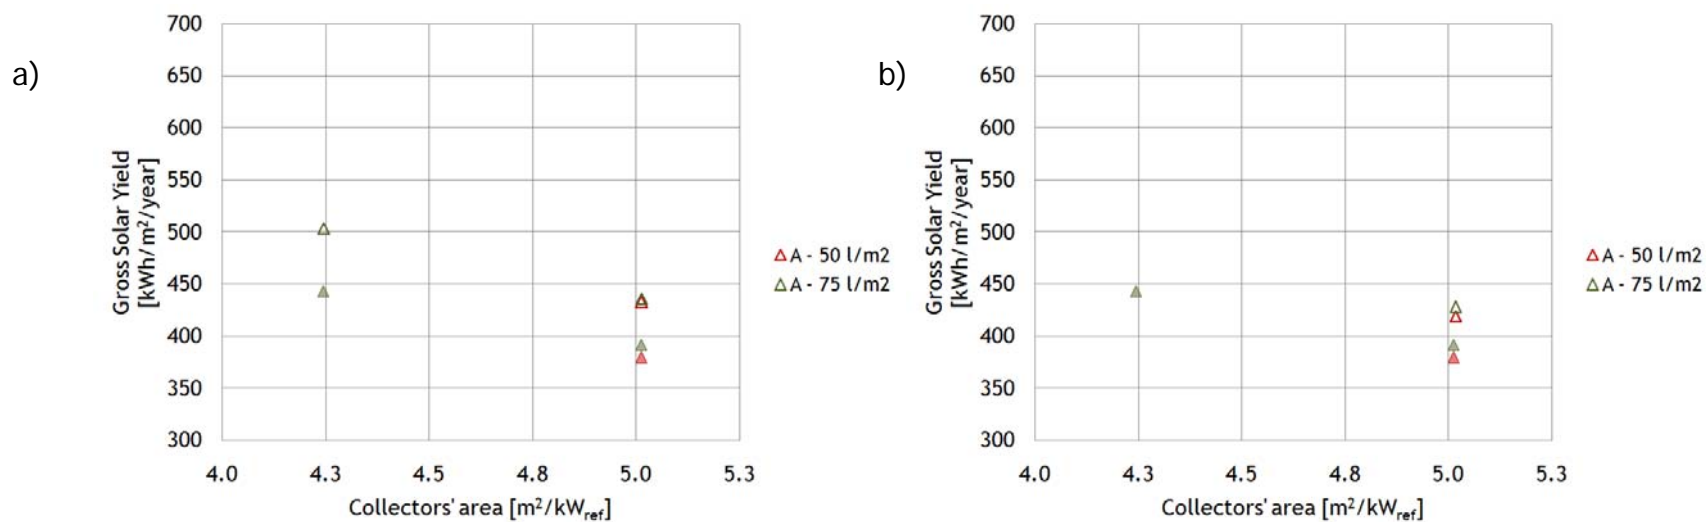 a)
Gross Solar Yield
[kWh/m²/year]
700
650
600
550
500
450
400
350
300
4.0 4.3 4.5 4.8 5.0 5.3
Collectors' area [m²/kWref]
A - 50 l/m2
A - 75 l/m2
b)
Gross Solar Yield
[kWh/m²/year]
700
650
600
550
500
450
400
350
300
4.0 4.3 4.5 4.8 5.0 5.3
Collectors' area [m²/kWref]
A - 50 l/m2
A - 75 l/m2